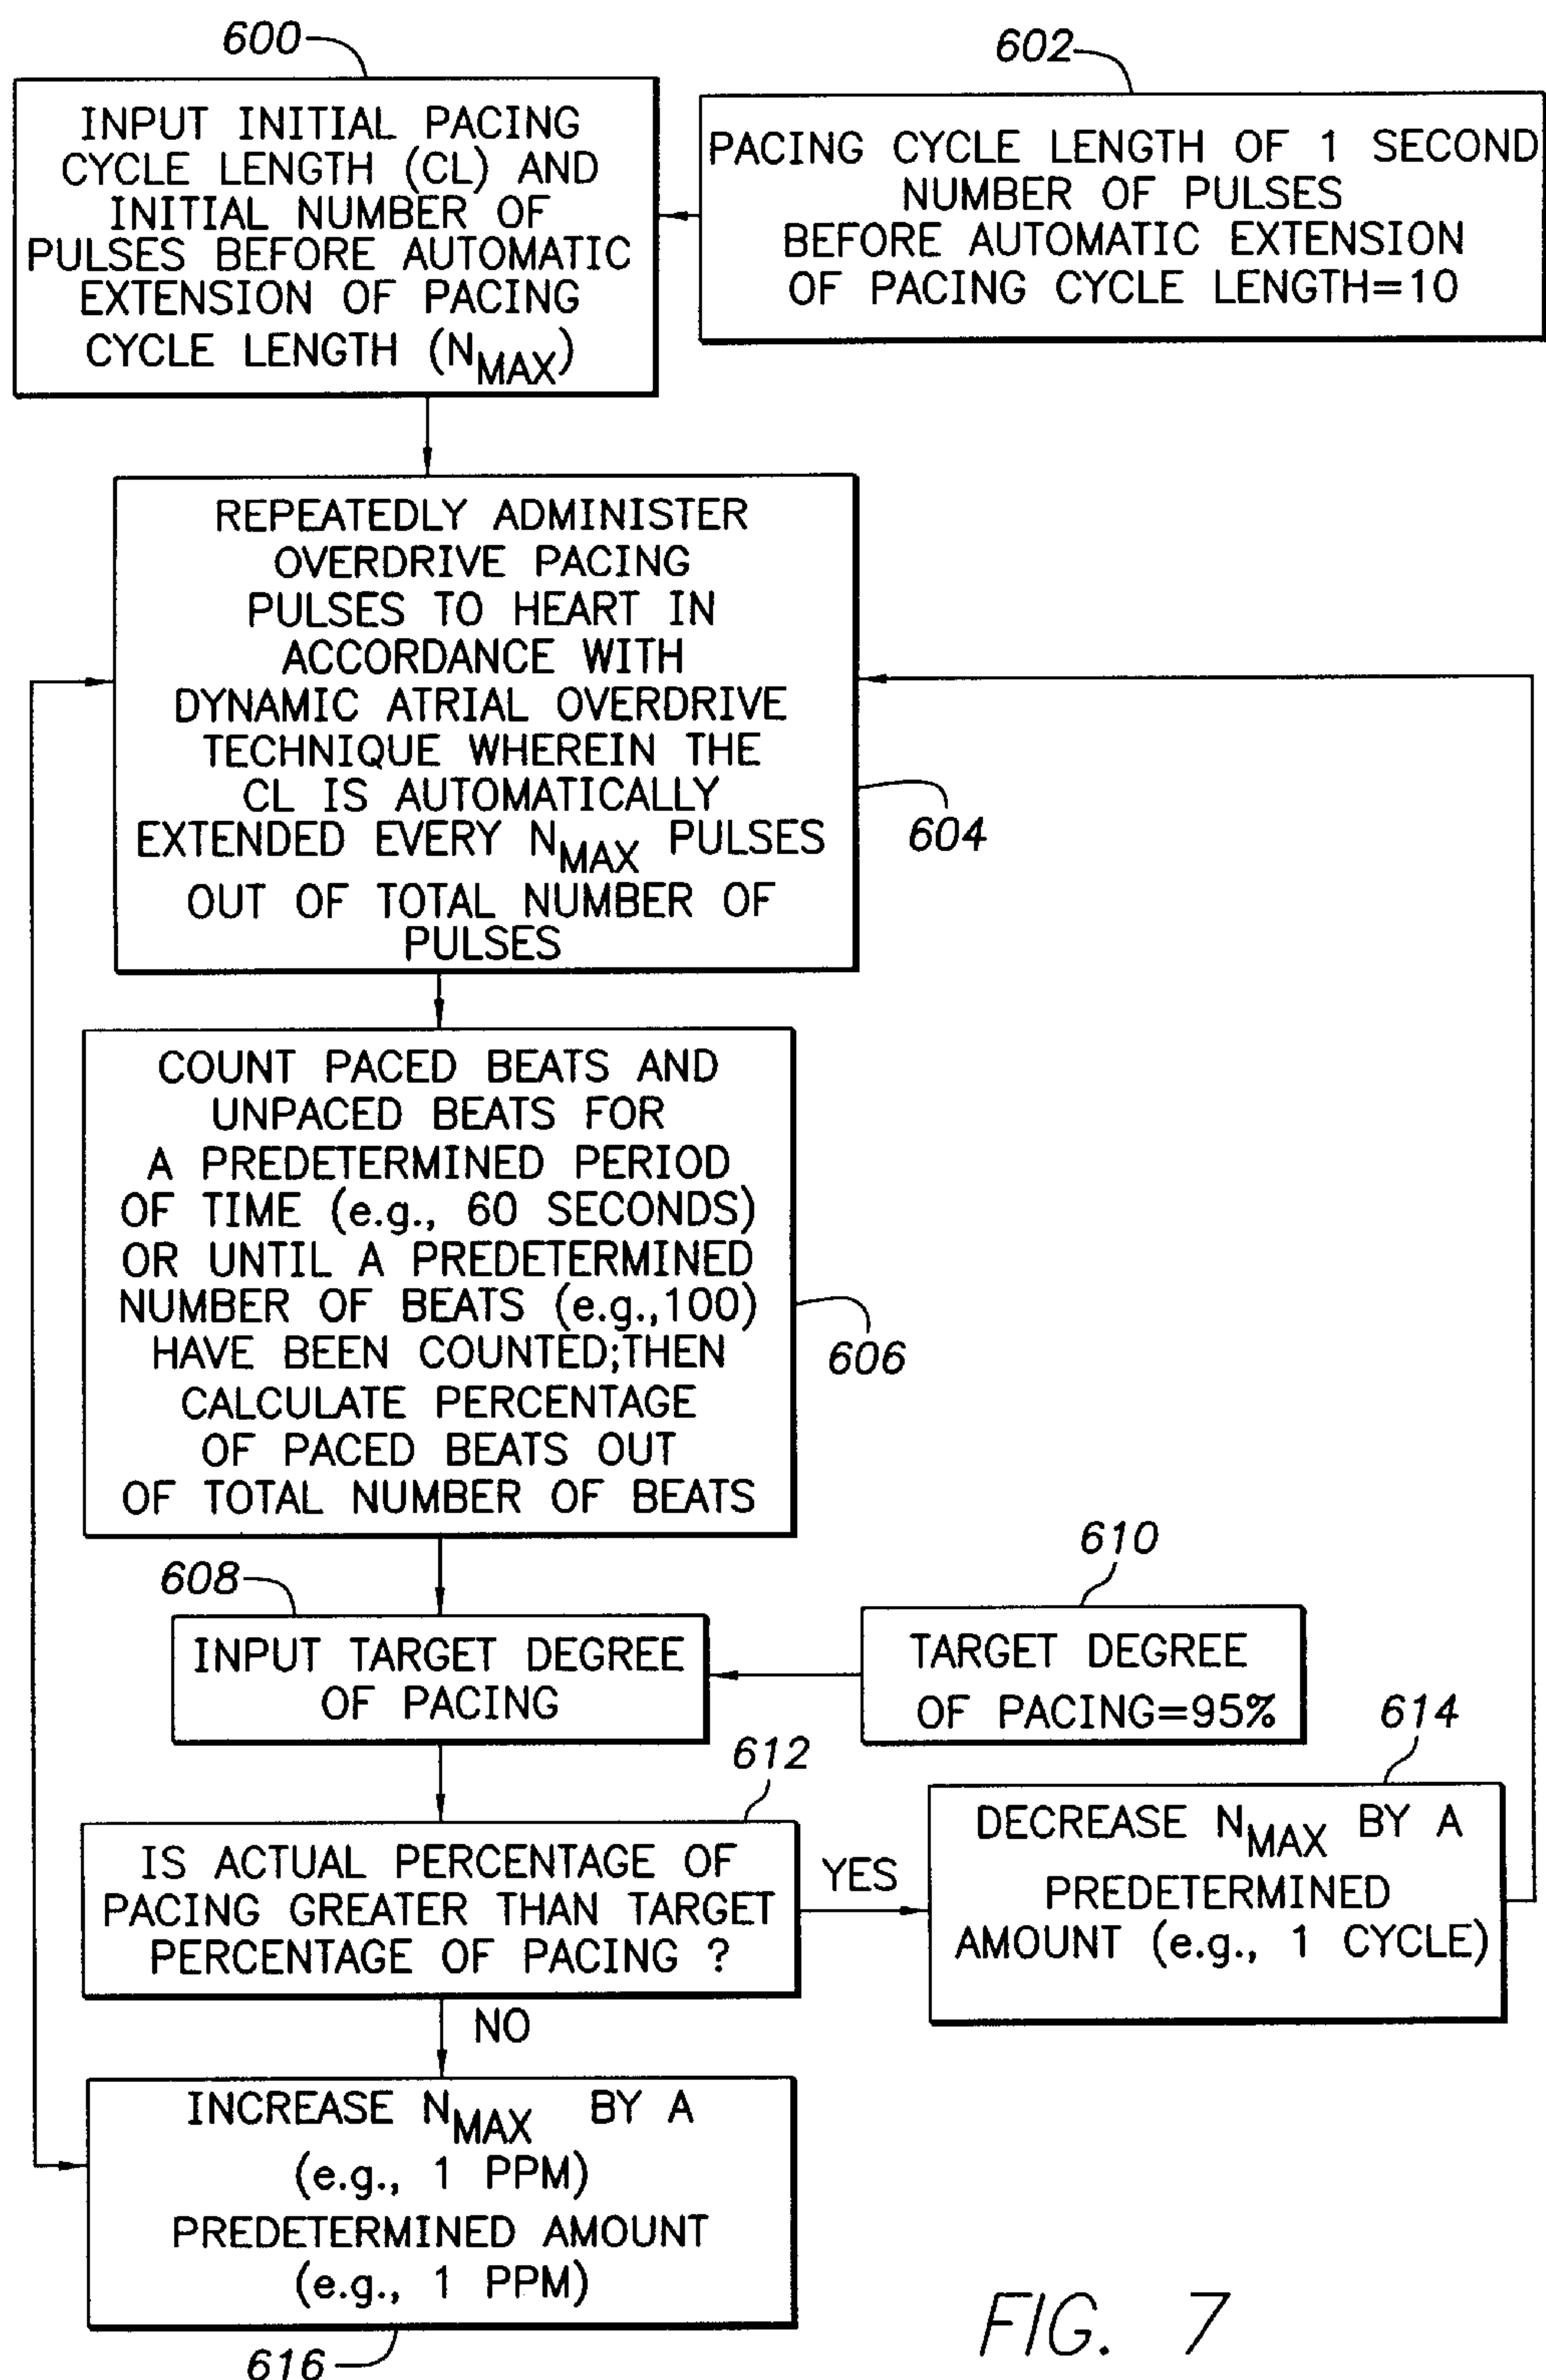 600
INPUT INITIAL PACING
CYCLE LENGTH (CL) AND
INITIAL NUMBER OF
PULSES BEFORE AUTOMATIC
EXTENSION OF PACING
CYCLE LENGTH (NMAX)
602
PACING CYCLE LENGTH OF 1 SECOND
NUMBER OF PULSES
BEFORE AUTOMATIC EXTENSION
OF PACING CYCLE LENGTH=10
REPEATEDLY ADMINISTER
OVERDRIVE PACING
PULSES TO HEART IN
ACCORDANCE WITH
DYNAMIC ATRIAL OVERDRIVE
TECHNIQUE WHEREIN THE
CL IS AUTOMATICALLY
EXTENDED EVERY NMAX PULSES
OUT OF TOTAL NUMBER OF
PULSES
604
COUNT PACED BEATS AND
UNPACED BEATS FOR
A PREDETERMINED PERIOD
OF TIME (e.g., 60 SECONDS)
OR UNTIL A PREDETERMINED
NUMBER OF BEATS (e.g.,100)
HAVE BEEN COUNTED;THEN
CALCULATE PERCENTAGE
OF PACED BEATS OUT
OF TOTAL NUMBER OF BEATS
606
608
INPUT TARGET DEGREE
OF PACING
610
TARGET DEGREE
OF PACING=95%
612
IS ACTUAL PERCENTAGE OF
PACING GREATER THAN TARGET
PERCENTAGE OF PACING ?
YES
614
DECREASE NMAX BY A
PREDETERMINED
AMOUNT (e.g., 1 CYCLE)
NO
INCREASE NMAX BY A
(e.g., 1 PPM)
PREDETERMINED AMOUNT
(e.g., 1 PPM)
616
FIG. 7